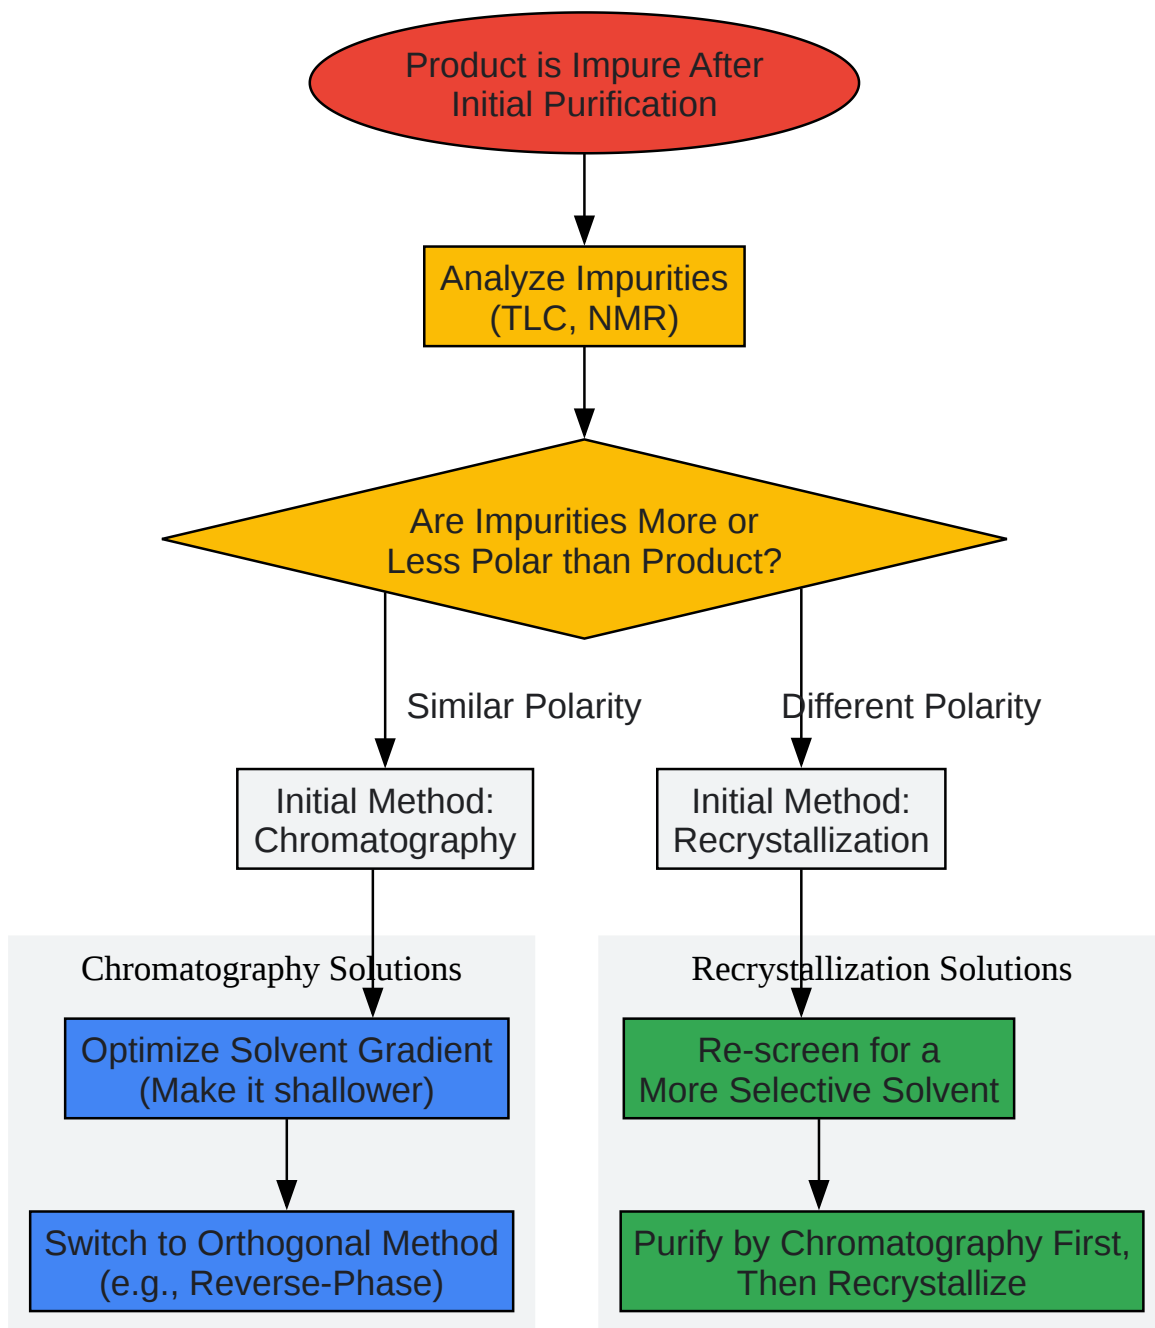 Product is Impure After
Initial Purification
Analyze Impurities
(TLC, NMR)
Are Impurities More or
Less Polar than Product?
Similar Polarity
Different Polarity
Initial Method:
Chromatography
Initial Method:
Recrystallization
Chromatography Solutions
Optimize Solvent Gradient
(Make it shallower)
Switch to Orthogonal Method
(e.g., Reverse-Phase)
Recrystallization Solutions
Re-screen for a
More Selective Solvent
Purify by Chromatography First,
Then Recrystallize